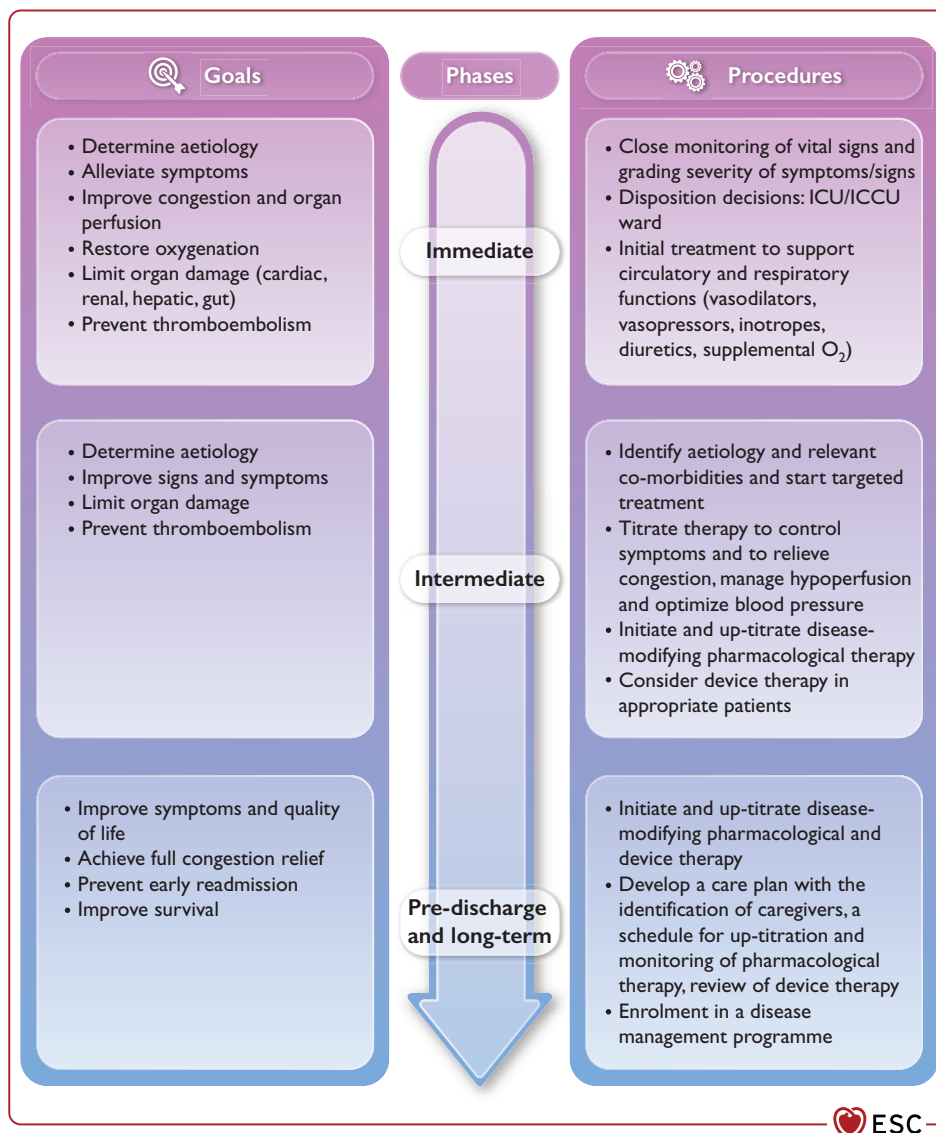 Goals
Phases
Procedures
• Determine aetiology
• Alleviate symptoms
• Improve congestion and organ
perfusion
• Restore oxygenation
• Limit organ damage (cardiac,
renal, hepatic, gut)
• Prevent thromboembolism
Immediate
• Close monitoring of vital signs and
grading severity of symptoms/signs
• Disposition decisions: ICU/ICCU
ward
• Initial treatment to support
circulatory and respiratory
functions (vasodilators,
vasopressors, inotropes,
diuretics, supplemental O₂)
• Determine aetiology
• Improve signs and symptoms
• Limit organ damage
• Prevent thromboembolism
Intermediate
• Identify aetiology and relevant
co-morbidities and start targeted
treatment
• Titrate therapy to control
symptoms and to relieve
congestion, manage hypoperfusion
and optimize blood pressure
• Initiate and up-titrate disease-
modifying pharmacological therapy
• Consider device therapy in
appropriate patients
• Improve symptoms and quality
of life
• Achieve full congestion relief
• Prevent early readmission
• Improve survival
Pre-discharge
and long-term
• Initiate and up-titrate disease-
modifying pharmacological and
device therapy
• Develop a care plan with the
identification of caregivers, a
schedule for up-titration and
monitoring of pharmacological
therapy, review of device therapy
• Enrolment in a disease
management programme
ESC